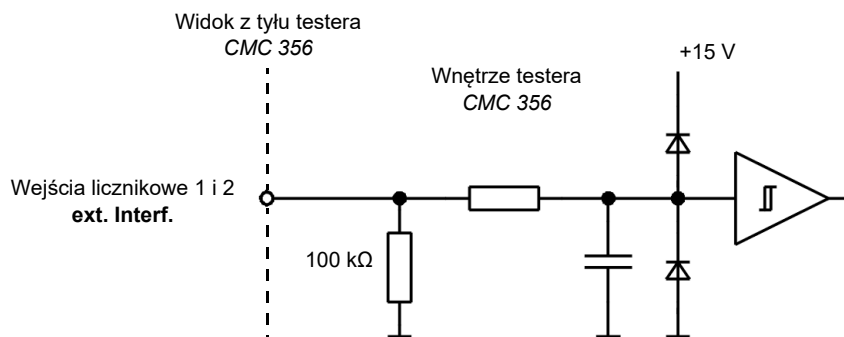 Widok z tyłu testera
CMC 356
+15 V
Wnętrze testera
CMC 356
Wejścia licznikowe 1 i 2
ext. Interf.
100 kΩ